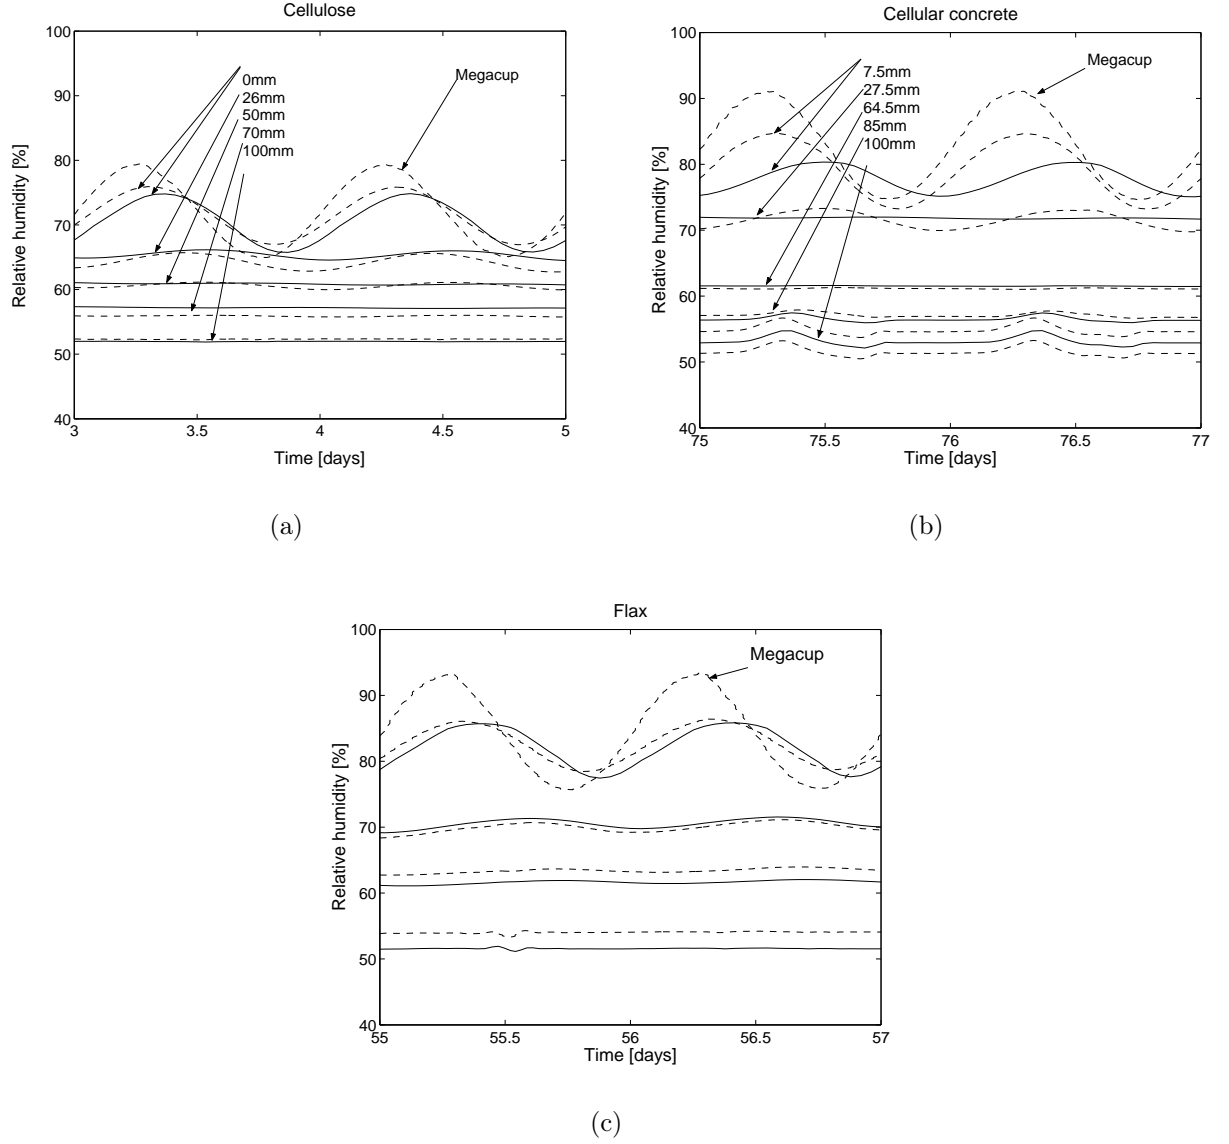 Cellulose
100
90
80
70
60
50
40
3
3.5
4
4.5
5
Relative humidity [%]
Time [days]
0mm
26mm
50mm
70mm
100mm
Megacup
(a)
Cellular concrete
100
90
80
70
60
50
40
75
75.5
76
76.5
77
Relative humidity [%]
Time [days]
7.5mm
27.5mm
64.5mm
85mm
100mm
Megacup
(b)
Flax
100
90
80
70
60
50
40
55
55.5
56
56.5
57
Relative humidity [%]
Time [days]
Megacup
(c)